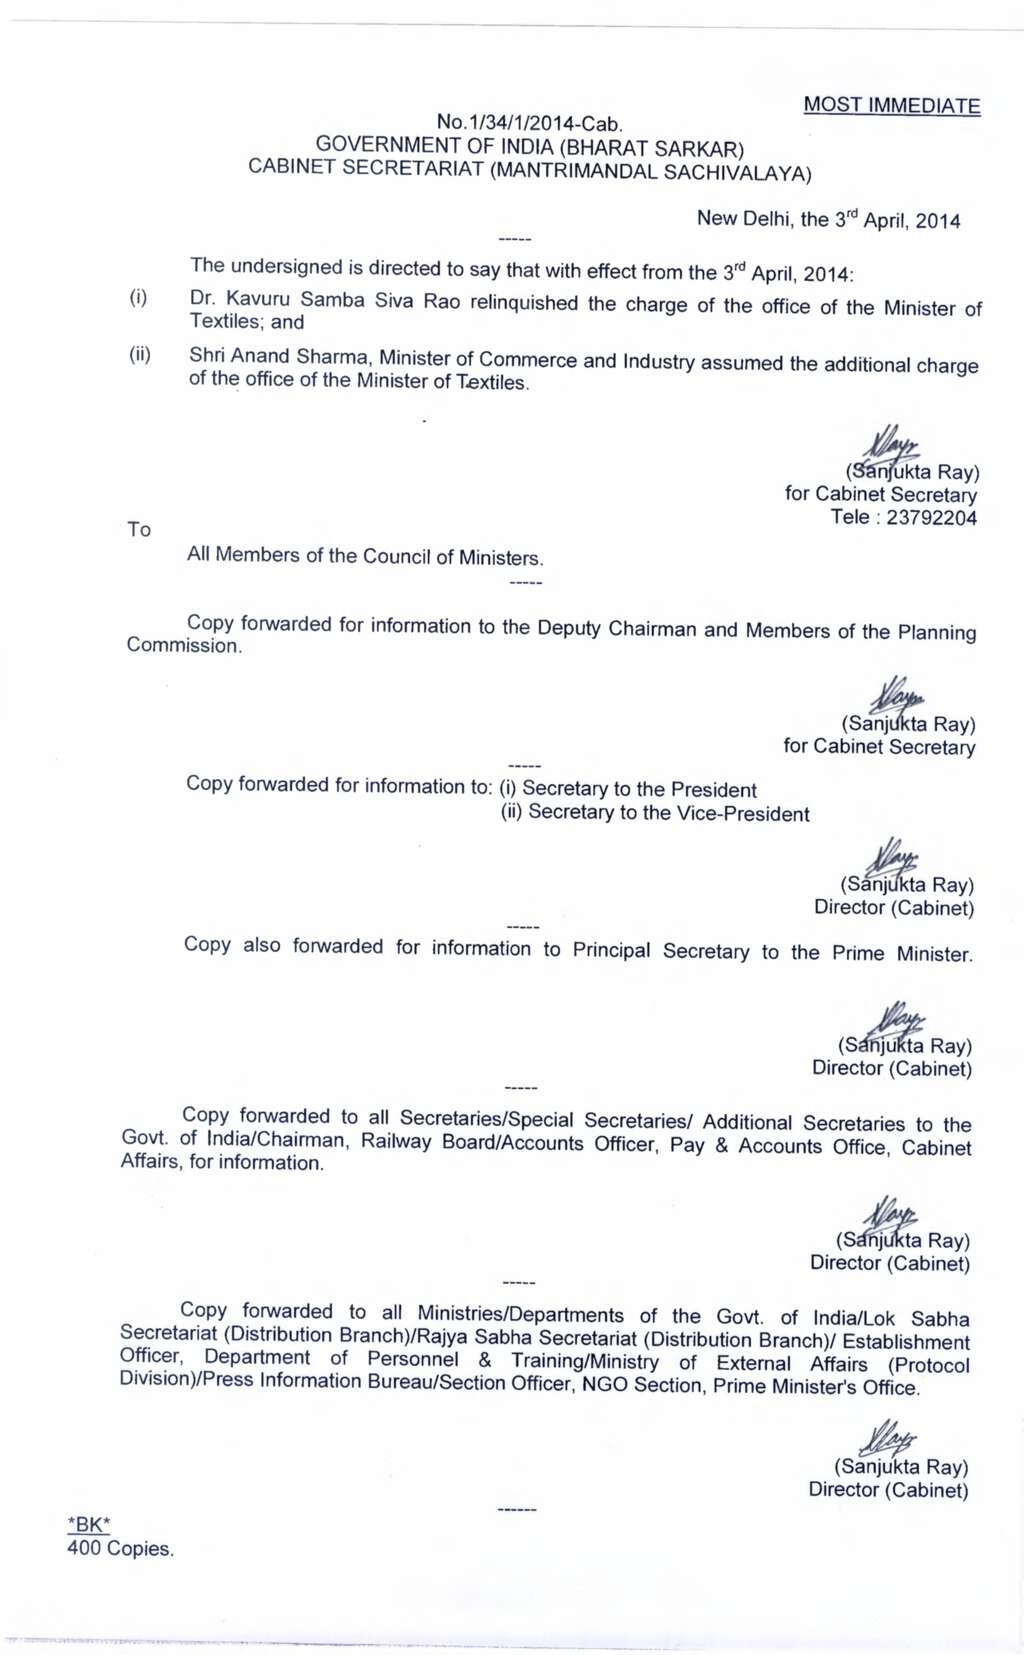 MOST IMMEDIATE
No.1/34/1/2014-Cab.
GOVERNMENT OF INDIA (BHARAT SARKAR)
CABINET SECRETARIAT (MANTRIMANDAL SACHIVALAYA)
New Delhi, the 3rd April, 2014
-----
The undersigned is directed to say that with effect from the 3rd April, 2014:
(i) Dr. Kavuru Samba Siva Rao relinquished the charge of the office of the Minister of
Textiles; and
(ii) Shri Anand Sharma, Minister of Commerce and Industry assumed the additional charge
of the office of the Minister of Textiles.
(Sanjukta Ray)
for Cabinet Secretary
Tele : 23792204
To
All Members of the Council of Ministers.
-----
Copy forwarded for information to the Deputy Chairman and Members of the Planning
Commission.
(Sanjukta Ray)
for Cabinet Secretary
-----
Copy forwarded for information to: (i) Secretary to the President
(ii) Secretary to the Vice-President
(Sanjukta Ray)
Director (Cabinet)
-----
Copy also forwarded for information to Principal Secretary to the Prime Minister.
(Sanjukta Ray)
Director (Cabinet)
-----
Copy forwarded to all Secretaries/Special Secretaries/ Additional Secretaries to the
Govt. of India/Chairman, Railway Board/Accounts Officer, Pay & Accounts Office, Cabinet
Affairs, for information.
(Sanjukta Ray)
Director (Cabinet)
-----
Copy forwarded to all Ministries/Departments of the Govt. of India/Lok Sabha
Secretariat (Distribution Branch)/Rajya Sabha Secretariat (Distribution Branch)/ Establishment
Officer, Department of Personnel & Training/Ministry of External Affairs (Protocol
Division)/Press Information Bureau/Section Officer, NGO Section, Prime Minister's Office.
(Sanjukta Ray)
Director (Cabinet)
------
*BK*
400 Copies.